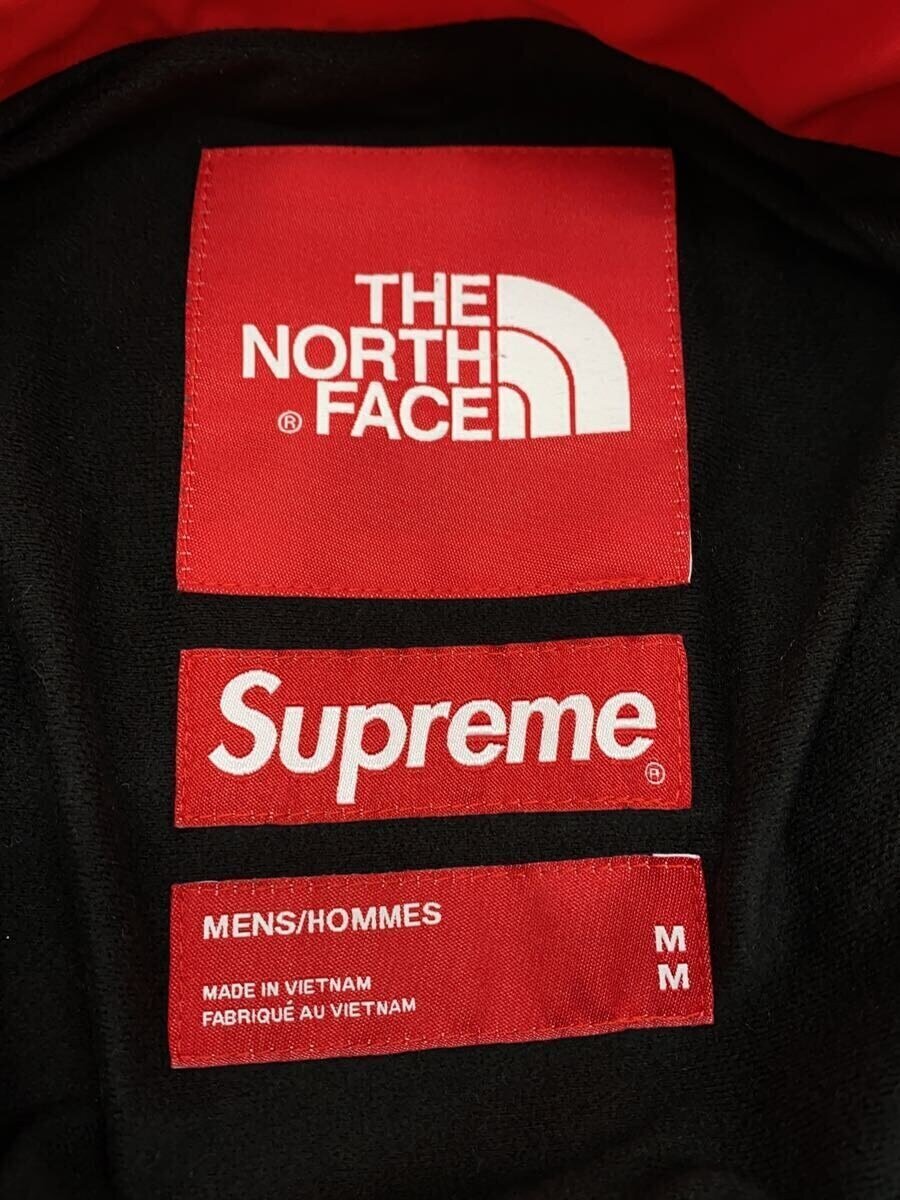 THE
NORTH
® FACE
Supreme
®
MENS/HOMMES
M
M
MADE IN VIETNAM
FABRIQUÉ AU VIETNAM